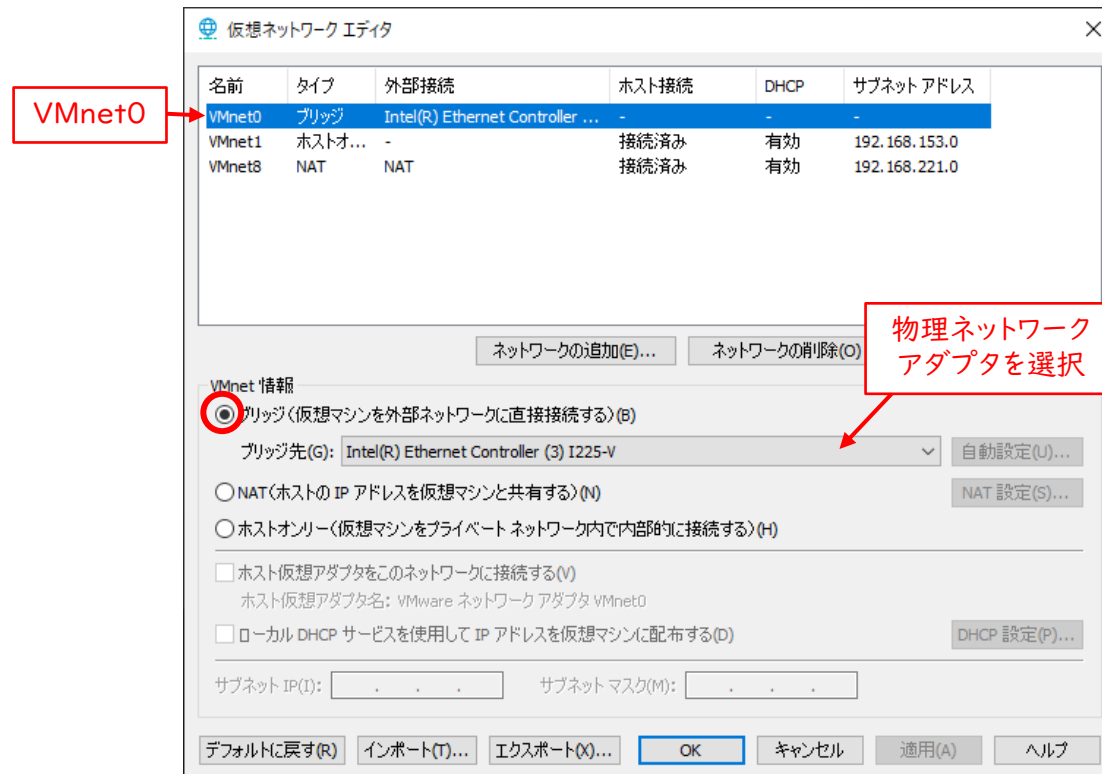 仮想ネットワーク エディタ
名前 タイプ 外部接続 ホスト接続 DHCP サブネット アドレス
VMnet0
VMnet0 ブリッジ Intel(R) Ethernet Controller ... - - -
VMnet1 ホストオ... - 接続済み 有効 192.168.153.0
VMnet8 NAT NAT 接続済み 有効 192.168.221.0
物理ネットワーク
アダプタを選択
ネットワークの追加(E)... ネットワークの削除(O)
VMnet 情報
ブリッジ(仮想マシンを外部ネットワークに直接接続する)(B)
ブリッジ先(G): Intel(R) Ethernet Controller (3) I225-V 自動設定(U)...
NAT(ホストの IP アドレスを仮想マシンと共有する)(N) NAT 設定(S)...
ホストオンリー(仮想マシンをプライベート ネットワーク内で内部的に接続する)(H)
ホスト仮想アダプタをこのネットワークに接続する(V)
ホスト仮想アダプタ名: VMware ネットワーク アダプタ VMnet0
ローカル DHCP サービスを使用して IP アドレスを仮想マシンに配布する(D) DHCP 設定(P)...
サブネット IP(I): . . . サブネット マスク(M): . . .
デフォルトに戻す(R) インポート(T)... エクスポート(X)... OK キャンセル 適用(A) ヘルプ